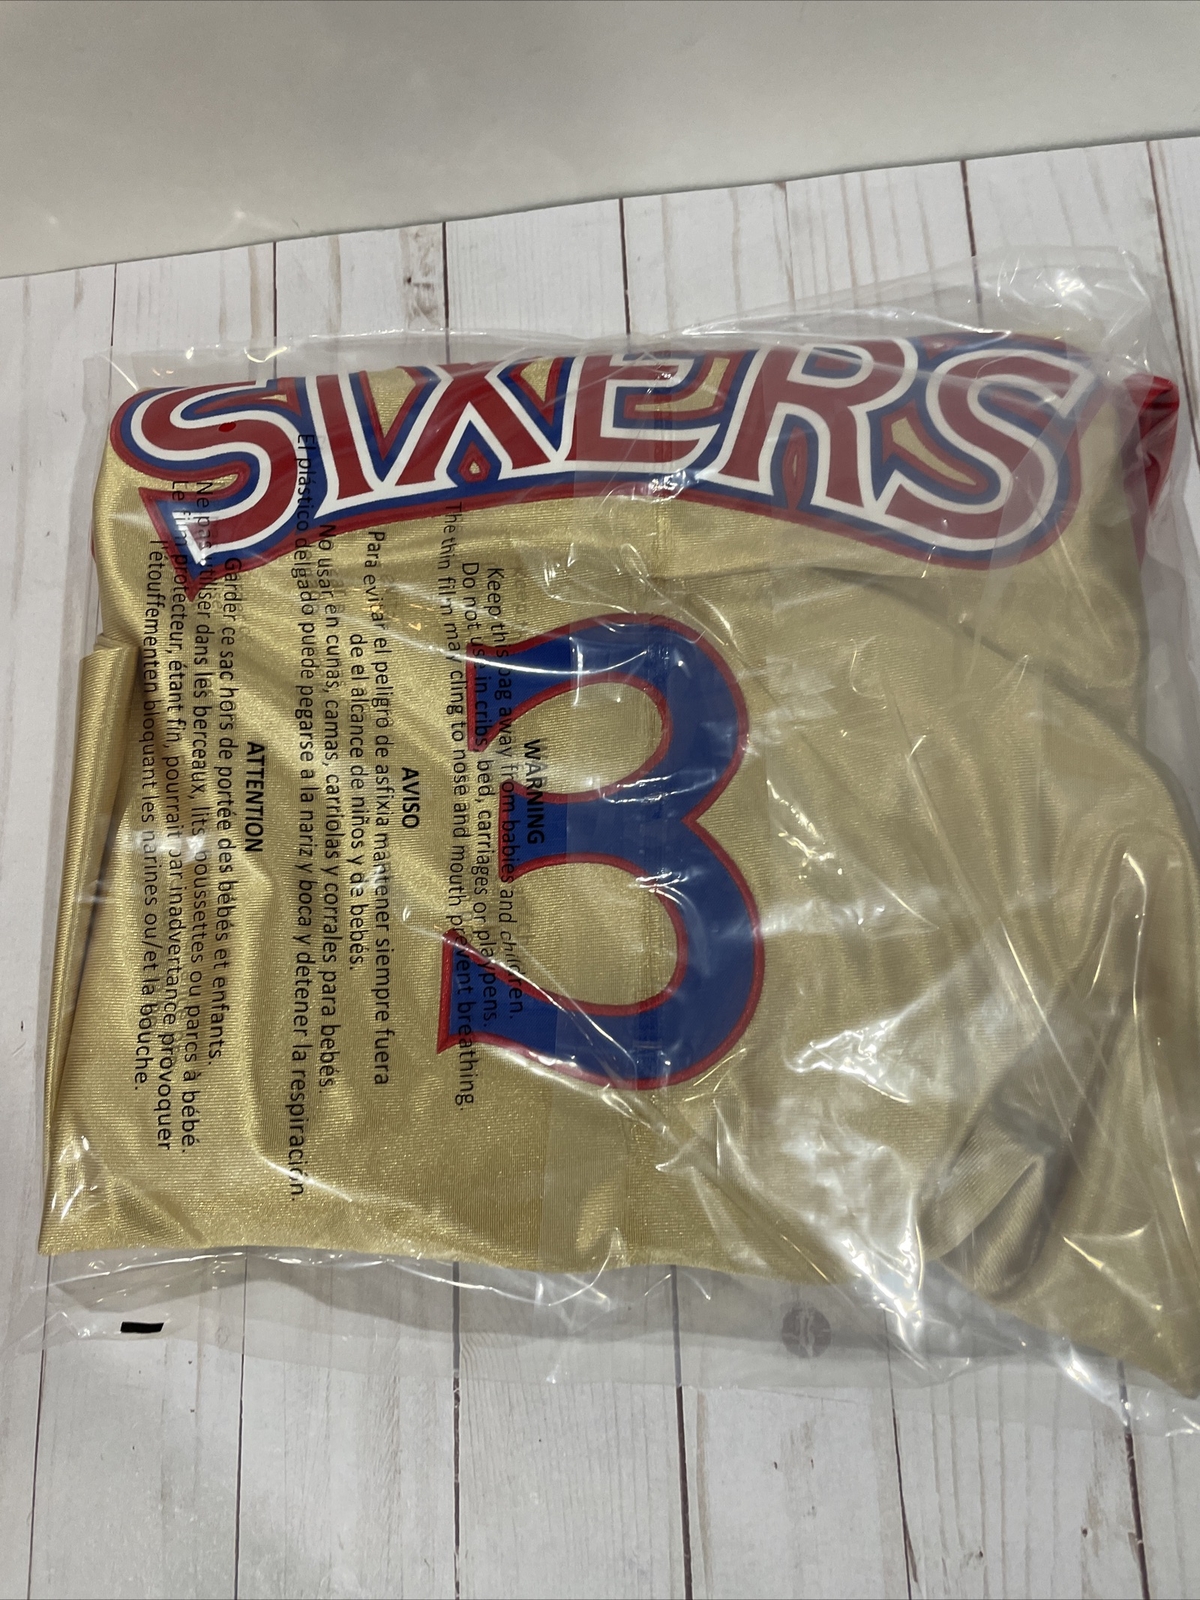 SIXERS
3
WARNING
Keep this bag away from babies and children.
Do not use in cribs, bed, carriages or playpens.
The thin film may cling to nose and mouth prevent breathing.
AVISO
Para evitar el peligro de asfixia mantener siempre fuera
de el alcance de niños y de bebés.
No usar en cunas, camas, carriolas y corrales para bebés.
El plástico delgado puede pegarse a la nariz y boca y detener la respiración.
ATTENTION
Garder ce sac hors de portée des bébés et enfants.
Ne pas utiliser dans les berceaux, lits, poussettes ou parcs à bébé.
Le film protecteur, étant fin, pourrait par inadvertance provoquer
l'étouffement en bloquant les narines ou/et la bouche.